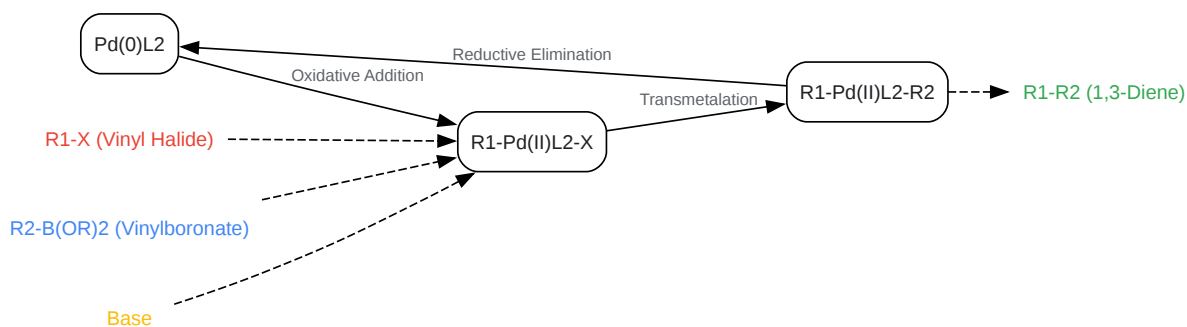 Pd(0)L2
Reductive Elimination
Oxidative Addition
R1-X (Vinyl Halide)
R1-Pd(II)L2-X
Transmetalation
R1-Pd(II)L2-R2
R1-R2 (1,3-Diene)
R2-B(OR)2 (Vinylboronate)
Base